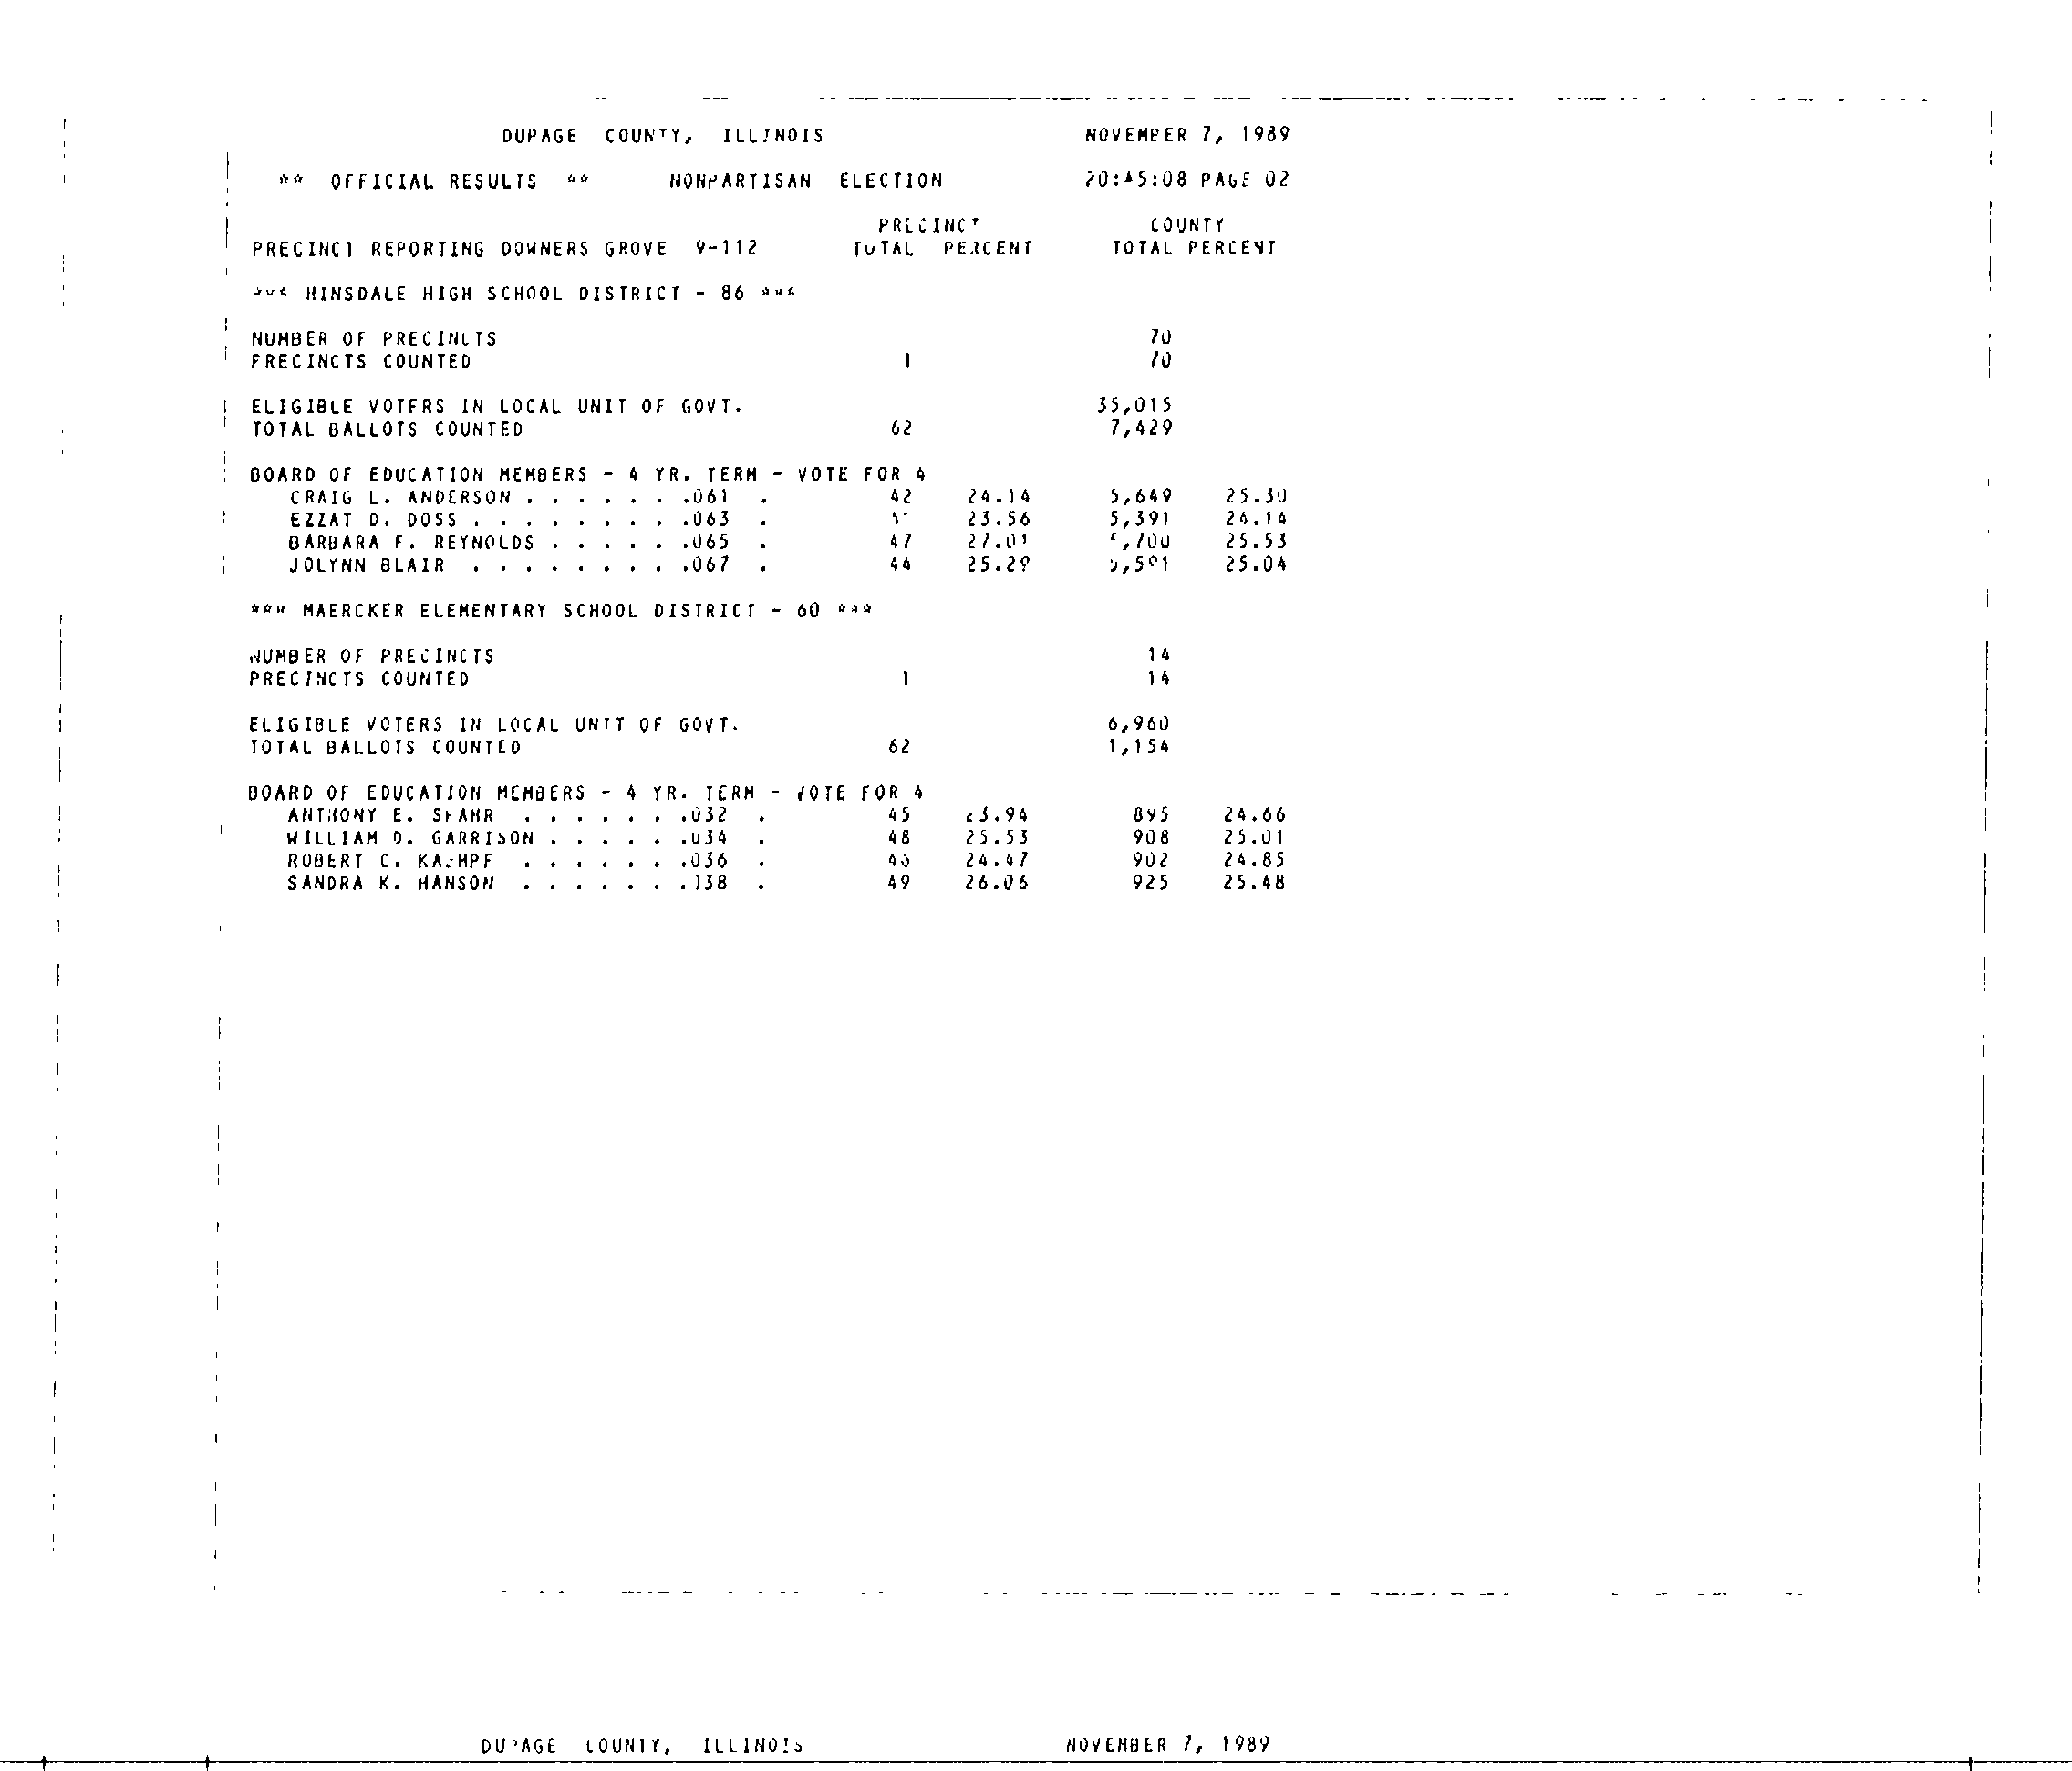 DUPAGE COUNTY, ILLINOIS NOVEMBER 7, 1989
** OFFICIAL RESULTS ** NONPARTISAN ELECTION 20:45:08 PAGE 02
PRECINCT COUNTY
PRECINCT REPORTING DOWNERS GROVE 9-112 TOTAL PERCENT TOTAL PERCENT
*** HINSDALE HIGH SCHOOL DISTRICT - 86 ***
NUMBER OF PRECINCTS 70
PRECINCTS COUNTED 1 70
ELIGIBLE VOTERS IN LOCAL UNIT OF GOVT. 35,015
TOTAL BALLOTS COUNTED 62 7,429
BOARD OF EDUCATION MEMBERS - 4 YR. TERM - VOTE FOR 4
CRAIG L. ANDERSON . . . . . . .061 . 42 24.14 5,649 25.30
EZZAT D. DOSS . . . . . . . . .063 . 23.56 5,391 24.14
BARBARA F. REYNOLDS . . . . . .065 . 47 27.01 5,700 25.53
JOLYNN BLAIR . . . . . . . . .067 . 44 25.29 5,591 25.04
*** MAERCKER ELEMENTARY SCHOOL DISTRICT - 60 ***
NUMBER OF PRECINCTS 14
PRECINCTS COUNTED 1 14
ELIGIBLE VOTERS IN LOCAL UNIT OF GOVT. 6,960
TOTAL BALLOTS COUNTED 62 1,154
BOARD OF EDUCATION MEMBERS - 4 YR. TERM - VOTE FOR 4
ANTHONY E. . . . . . . .032 . 45 23.94 895 24.66
WILLIAM D. GARRISON . . . . . .034 . 48 25.53 908 25.01
ROBERT C. KAEMPF . . . . . . .036 . 46 24.47 902 24.85
SANDRA K. HANSON . . . . . . .038 . 49 26.06 925 25.48
DUPAGE COUNTY, ILLINOIS NOVEMBER 7, 1989